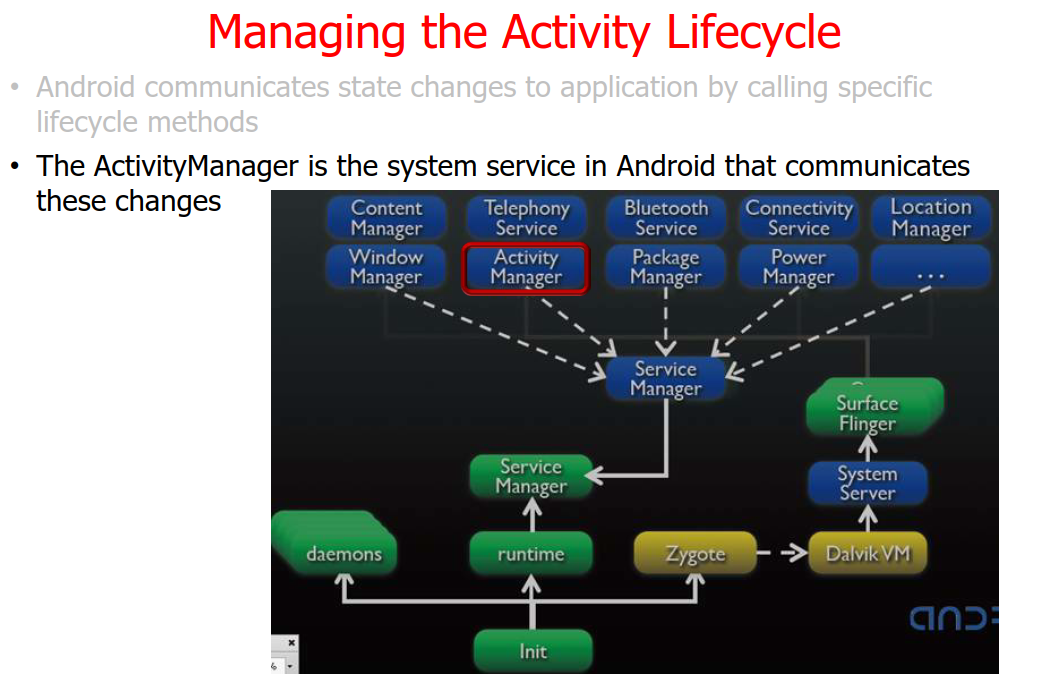 Managing the Activity Lifecycle
• Android communicates state changes to application by calling specific
lifecycle methods
• The ActivityManager is the system service in Android that communicates
these changes
Content
Manager
Telephony
Service
Bluetooth
Service
Connectivity
Service
Location
Manager
Window
Manager
Activity
Manager
Package
Manager
Power
Manager
...
Service
Manager
Surface
Flinger
Service
Manager
System
Server
daemons
runtime
Zygote
Dalvik VM
Init